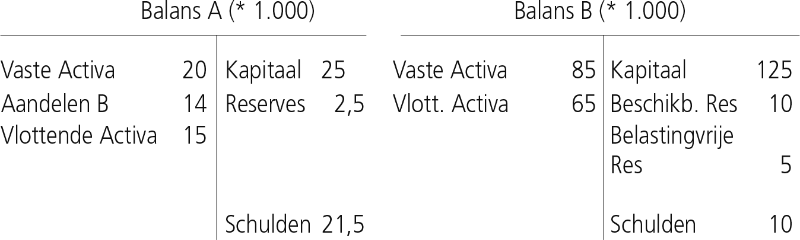 Balans A (* 1.000) Balans B (* 1.000)
Vaste Activa 20 Kapitaal 25 Vaste Activa 85 Kapitaal 125
Aandelen B 14 Reserves 2,5 Vlott. Activa 65 Beschikb. Res 10
Vlottende Activa 15 Belastingvrije
Res 5
Schulden 21,5 Schulden 10